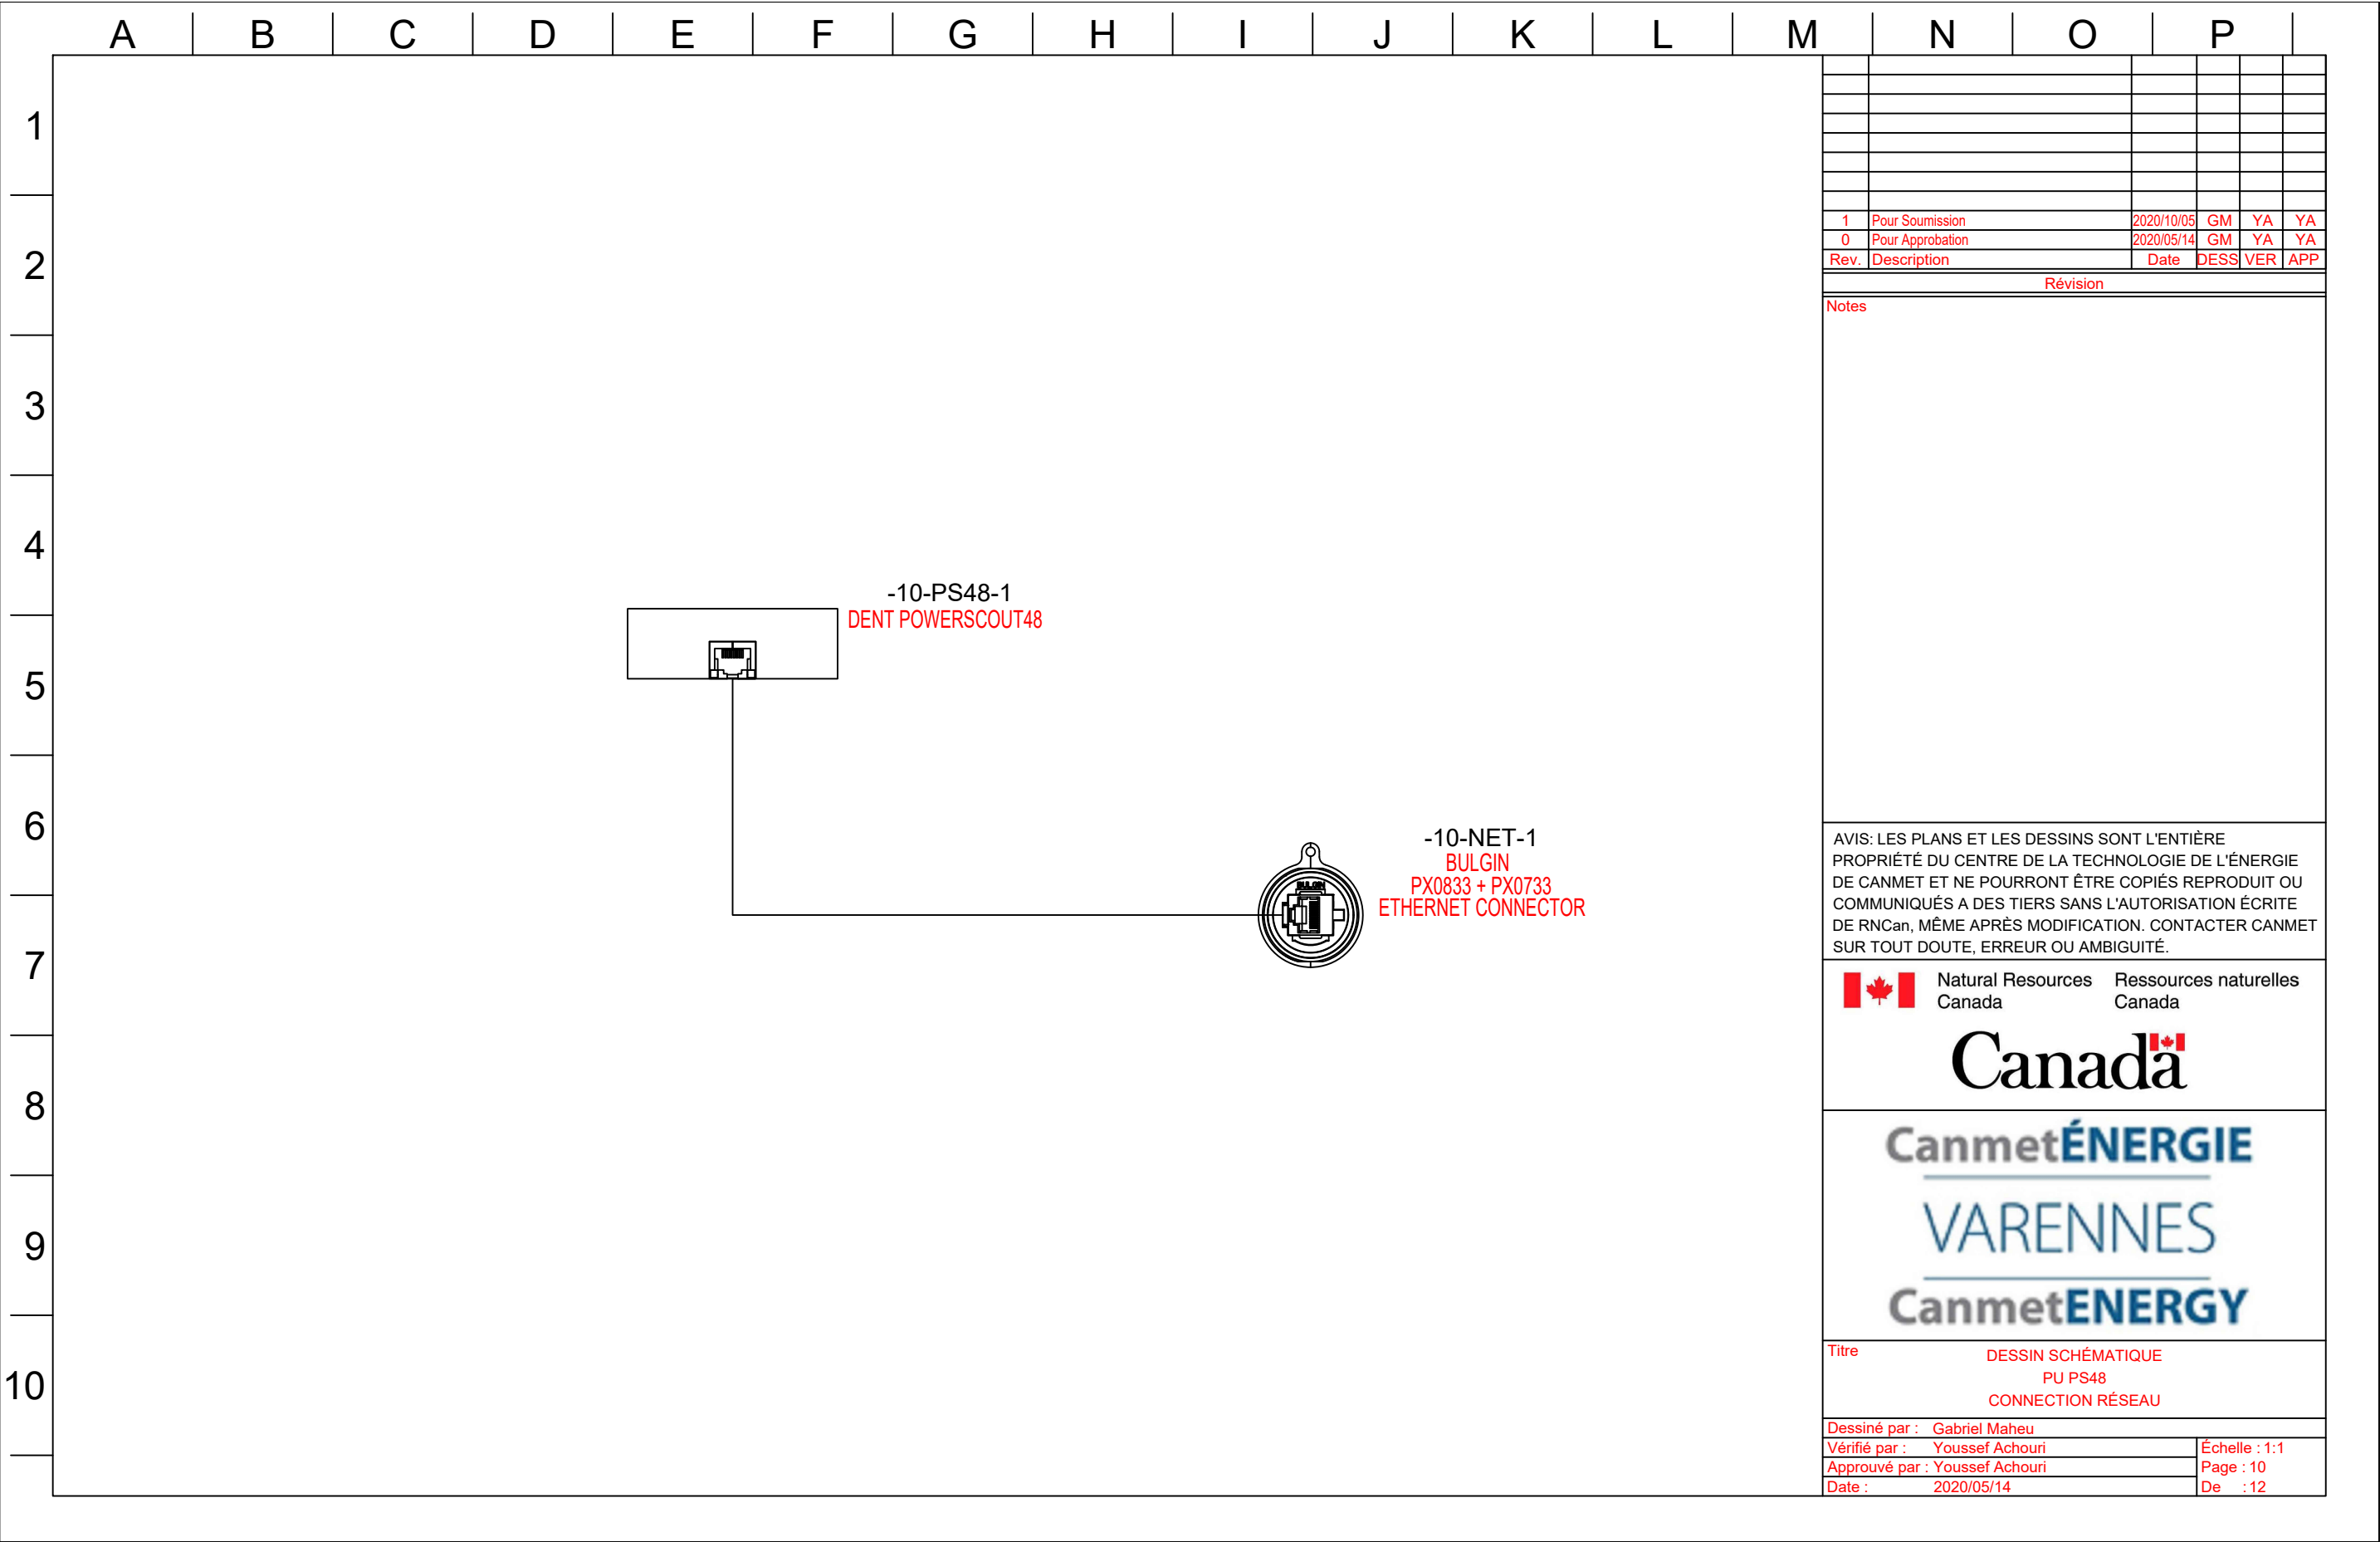 A B C D E F G H I J K L M N O P
1
2
3
4
5
6
7
8
9
10
-10-PS48-1
DENT POWERSCOUT48
-10-NET-1
BULGIN
PX0833 + PX0733
ETHERNET CONNECTOR
BULGIN
1 Pour Soumission 2020/10/05 GM YA YA
0 Pour Approbation 2020/05/14 GM YA YA
Rev. Description Date DESS VER APP
Révision
Notes
AVIS: LES PLANS ET LES DESSINS SONT L'ENTIÈRE
PROPRIÉTÉ DU CENTRE DE LA TECHNOLOGIE DE L'ÉNERGIE
DE CANMET ET NE POURRONT ÊTRE COPIÉS REPRODUIT OU
COMMUNIQUÉS A DES TIERS SANS L'AUTORISATION ÉCRITE
DE RNCan, MÊME APRÈS MODIFICATION. CONTACTER CANMET
SUR TOUT DOUTE, ERREUR OU AMBIGUITÉ.
Natural Resources Ressources naturelles
Canada Canada
Canada
CanmetÉNERGIE
VARENNES
CanmetENERGY
Titre DESSIN SCHÉMATIQUE
PU PS48
CONNECTION RÉSEAU
Dessiné par : Gabriel Maheu
Vérifié par : Youssef Achouri Échelle : 1:1
Approuvé par : Youssef Achouri Page : 10
Date : 2020/05/14 De : 12